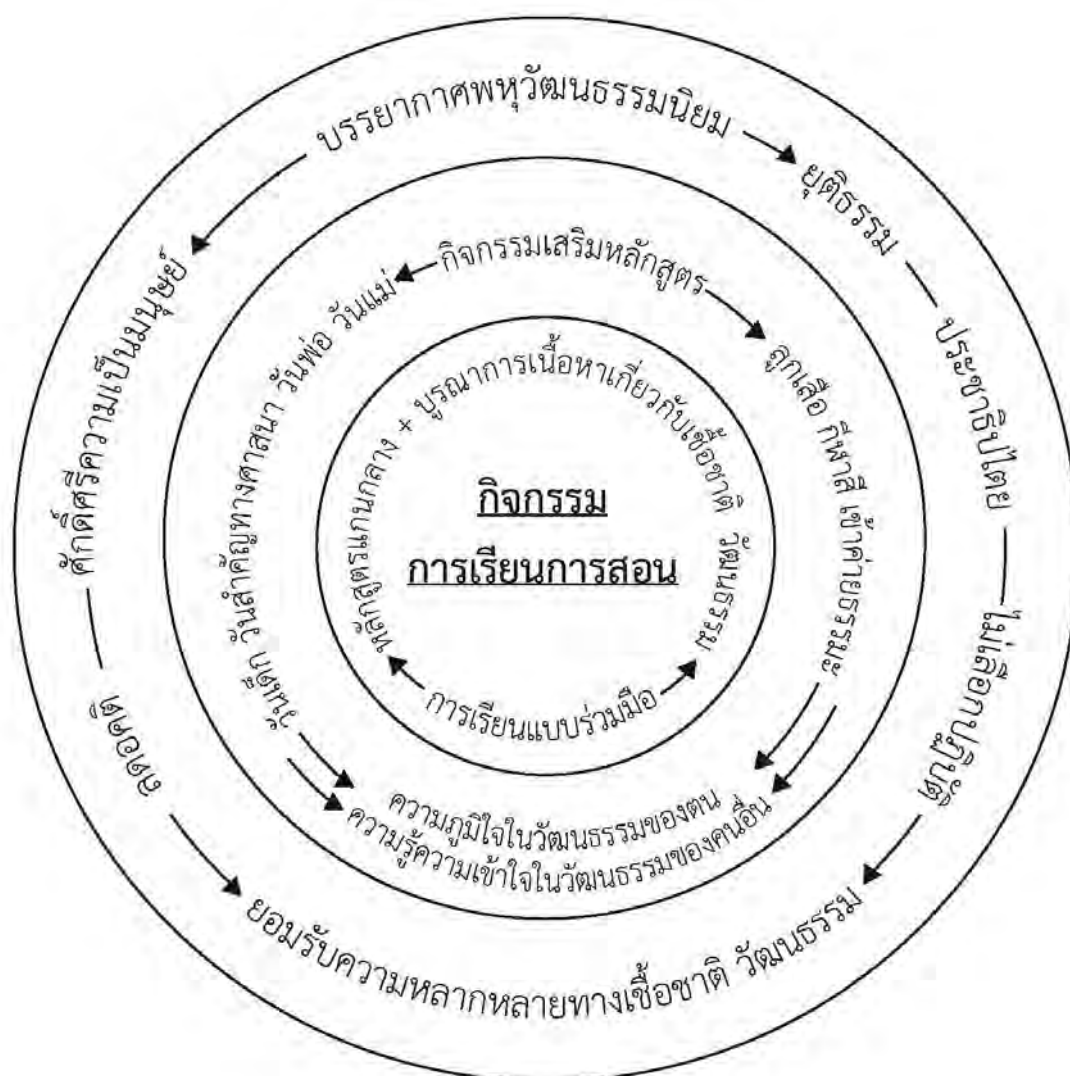 บรรยากาศพหุวัฒนธรรมนิยม
ยุติธรรม
ประชาธิปไตย
ไม่เลือกปฏิบัติ
ศักดิ์ศรีความเป็นมนุษย์
ลดอคติ
ยอมรับความหลากหลายทางเชื้อชาติ วัฒนธรรม
กิจกรรมเสริมหลักสูตร
ลูกเสือ กีฬาสี เข้าค่ายธรรมะ
วันเด็ก วันสำคัญทางศาสนา วันพ่อ วันแม่
ความภูมิใจในวัฒนธรรมของตน
ความรู้ความเข้าใจในวัฒนธรรมของคนอื่น
หลักสูตรแกนกลาง + บูรณาการเนื้อหาเกี่ยวกับเชื้อชาติ วัฒนธรรม
การเรียนแบบร่วมมือ
กิจกรรม
การเรียนการสอน